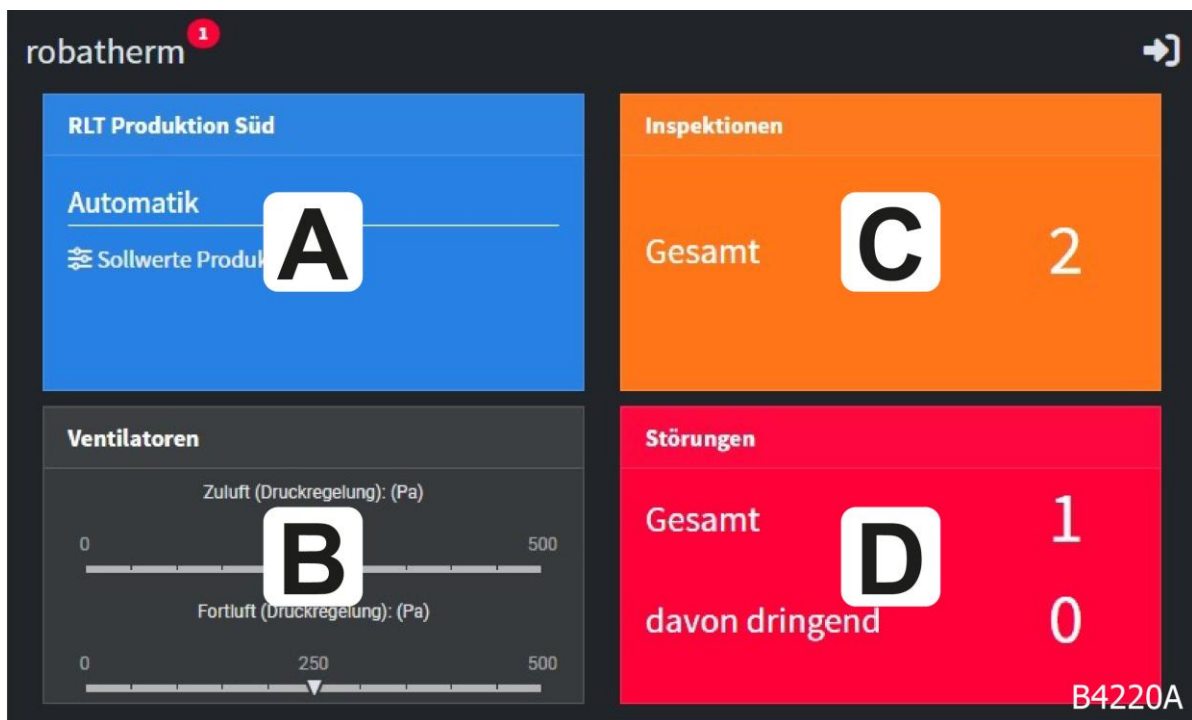 robatherm 1
RLT Produktion Süd
Automatik
Sollwerte
A
Ventilatoren
Zuluft (Druckregelung): (Pa)
0 500
B
Fortluft (Druckregelung): (Pa)
0 250 500
Inspektionen
Gesamt 2
C
Störungen
Gesamt 1
D
davon dringend 0
B4220A